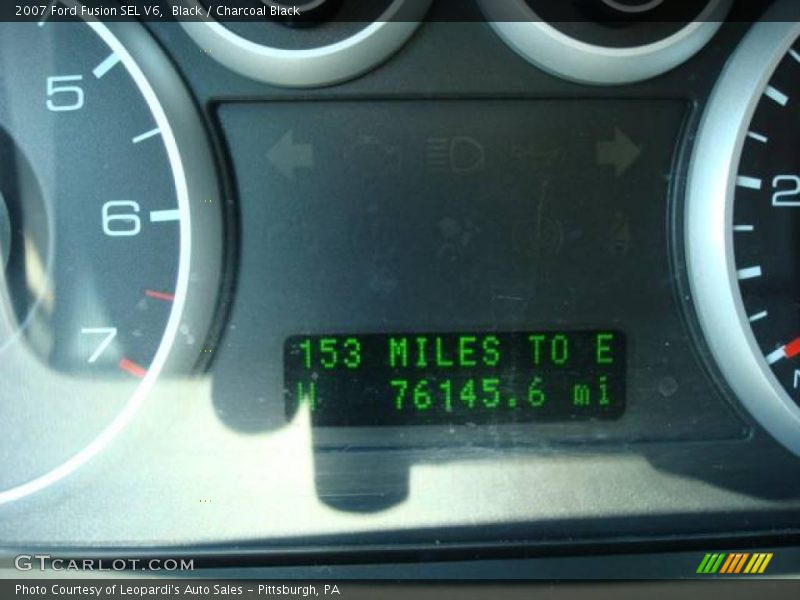 2007 Ford Fusion SEL V6,  Black / Charcoal Black
5
6
7
2
153 MILES TO E
W 76145.6 mi
GTCARLOT.COM
Photo Courtesy of Leopardi's Auto Sales - Pittsburgh, PA